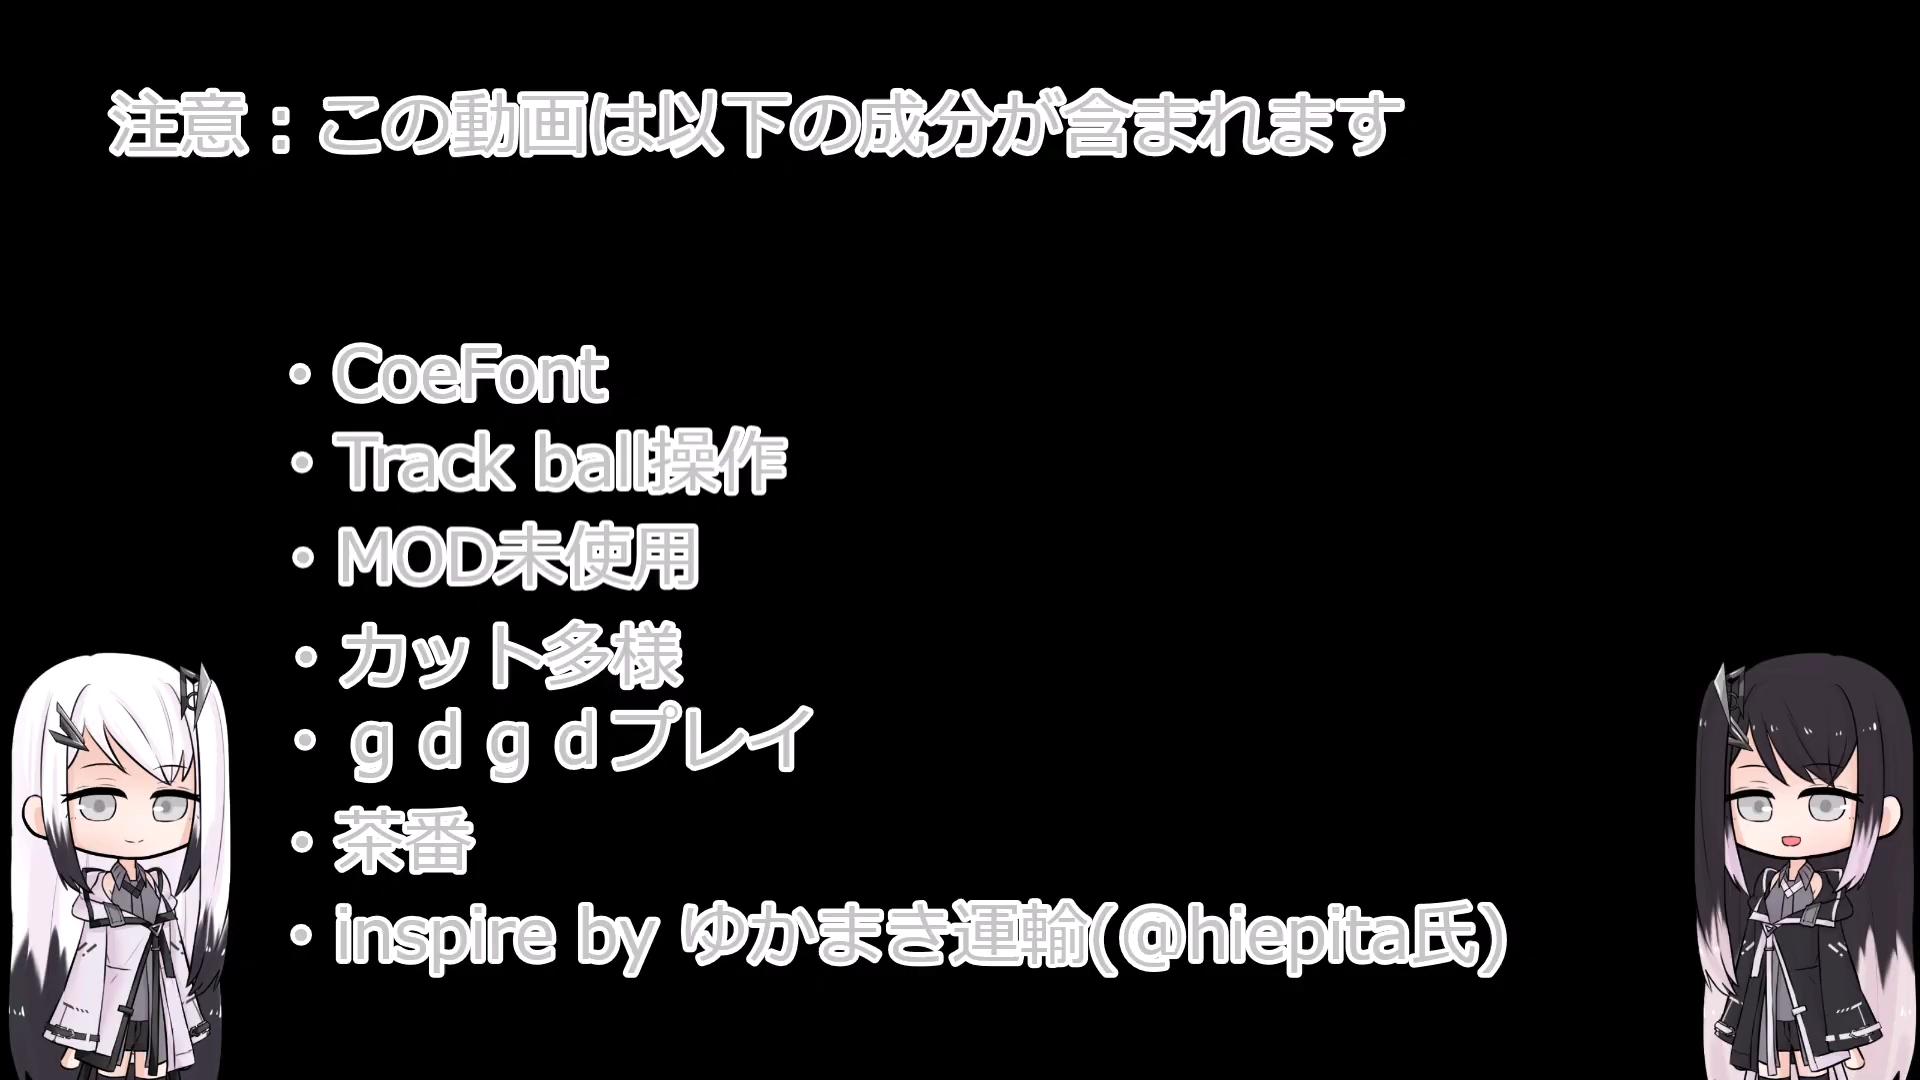 注意：この動画は以下の成分が含まれます
・CoeFont
・Track ball操作
・MOD未使用
・カット多様
・ｇｄｇｄプレイ
・茶番
・inspire by ゆかまき運輸(@hiepita氏)